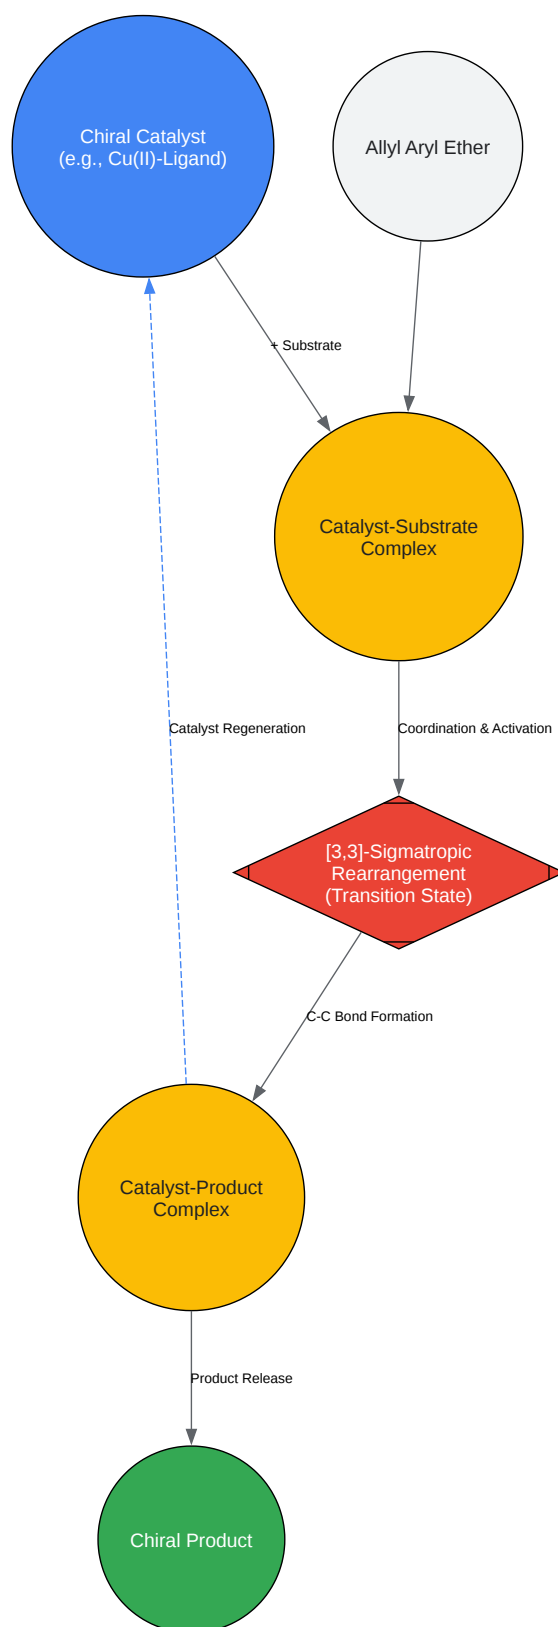 Chiral Catalyst
(e.g., Cu(II)-Ligand)
Allyl Aryl Ether
+ Substrate
Catalyst-Substrate
Complex
Catalyst Regeneration
Coordination & Activation
[3,3]-Sigmatropic
Rearrangement
(Transition State)
C-C Bond Formation
Catalyst-Product
Complex
Product Release
Chiral Product